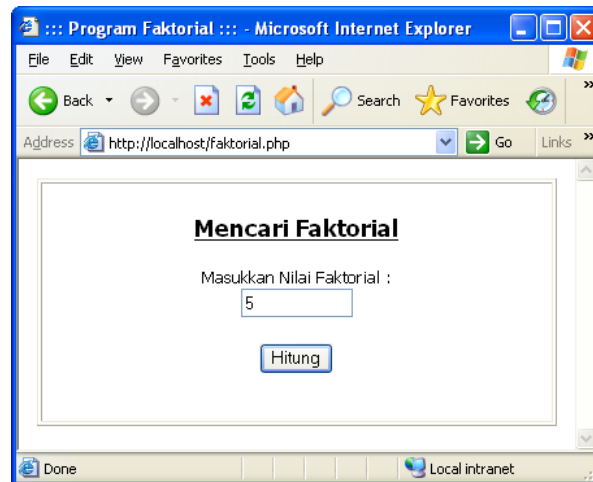 ::: Program Faktorial ::: - Microsoft Internet Explorer
File Edit View Favorites Tools Help
Back Search Favorites »
Address http://localhost/faktorial.php Go Links »
Mencari Faktorial
Masukkan Nilai Faktorial :
5
Hitung
Done Local intranet